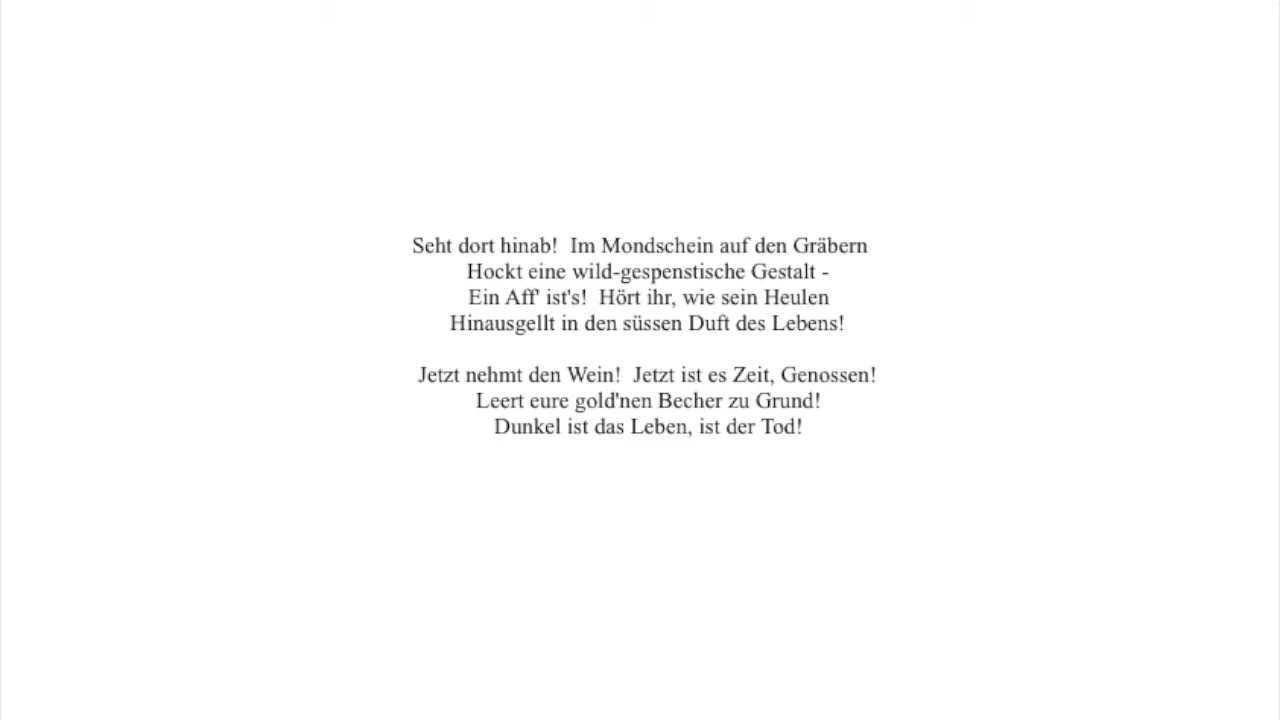 Seht dort hinab!  Im Mondschein auf den Gräbern
Hockt eine wild-gespenstische Gestalt -
Ein Aff' ist's!  Hört ihr, wie sein Heulen
Hinausgellt in den süssen Duft des Lebens!

Jetzt nehmt den Wein!  Jetzt ist es Zeit, Genossen!
Leert eure gold'nen Becher zu Grund!
Dunkel ist das Leben, ist der Tod!